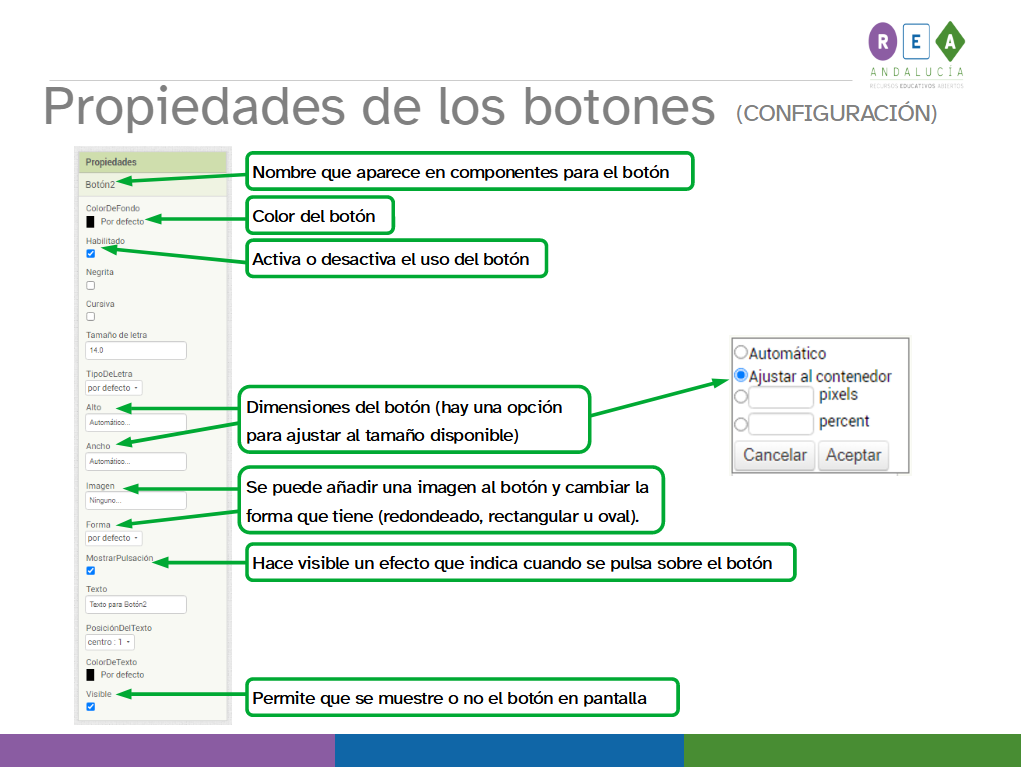 R E A
ANDALUCÍA
RECURSOS EDUCATIVOS ABIERTOS
Propiedades de los botones (CONFIGURACIÓN)
Propiedades
Botón2
Nombre que aparece en componentes para el botón
ColorDeFondo
Por defecto
Color del botón
Habilitado
Activa o desactiva el uso del botón
Negrita
Cursiva
Tamaño de letra
14.0
TipoDeLetra
por defecto
Alto
Automático...
Ancho
Automático...
Dimensiones del botón (hay una opción
para ajustar al tamaño disponible)
Automático
Ajustar al contenedor
pixels
percent
Cancelar Aceptar
Imagen
Ninguno...
Se puede añadir una imagen al botón y cambiar la
forma que tiene (redondeado, rectangular u oval).
Forma
por defecto
MostrarPulsación
Hace visible un efecto que indica cuando se pulsa sobre el botón
Texto
Texto para Botón2
PosiciónDelTexto
centro : 1
ColorDeTexto
Por defecto
Visible
Permite que se muestre o no el botón en pantalla